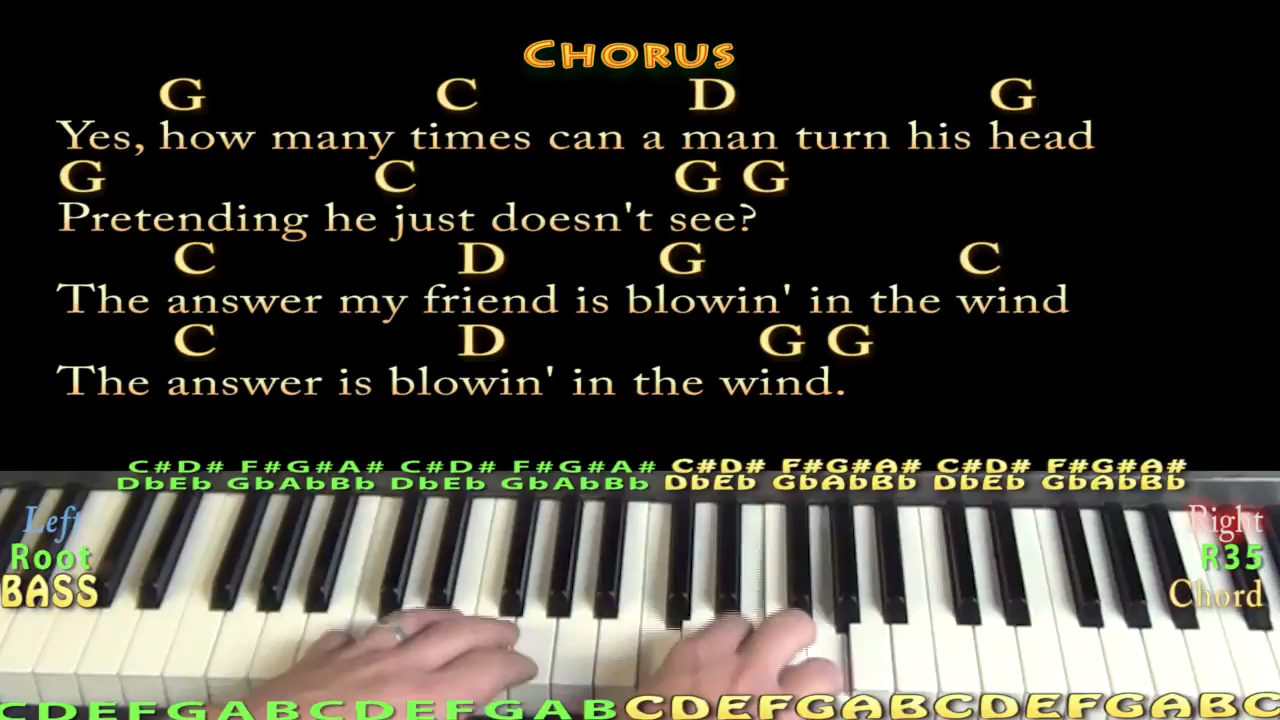 CHORUS
G C D G
Yes, how many times can a man turn his head
G C G G
Pretending he just doesn't see?
C D G C
The answer my friend is blowin' in the wind
C D G G
The answer is blowin' in the wind.
C#D# F#G#A# C#D# F#G#A# C#D# F#G#A# C#D# F#G#A#
DbEb GbAbBb DbEb GbAbBb DbEb GbAbBb DbEb GbAbBb
Left
Root
BASS
Right
R35
Chord
CDEFGABCDEFGABCDEFGABCDEFGABC